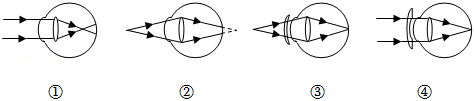 ① ② ③ ④